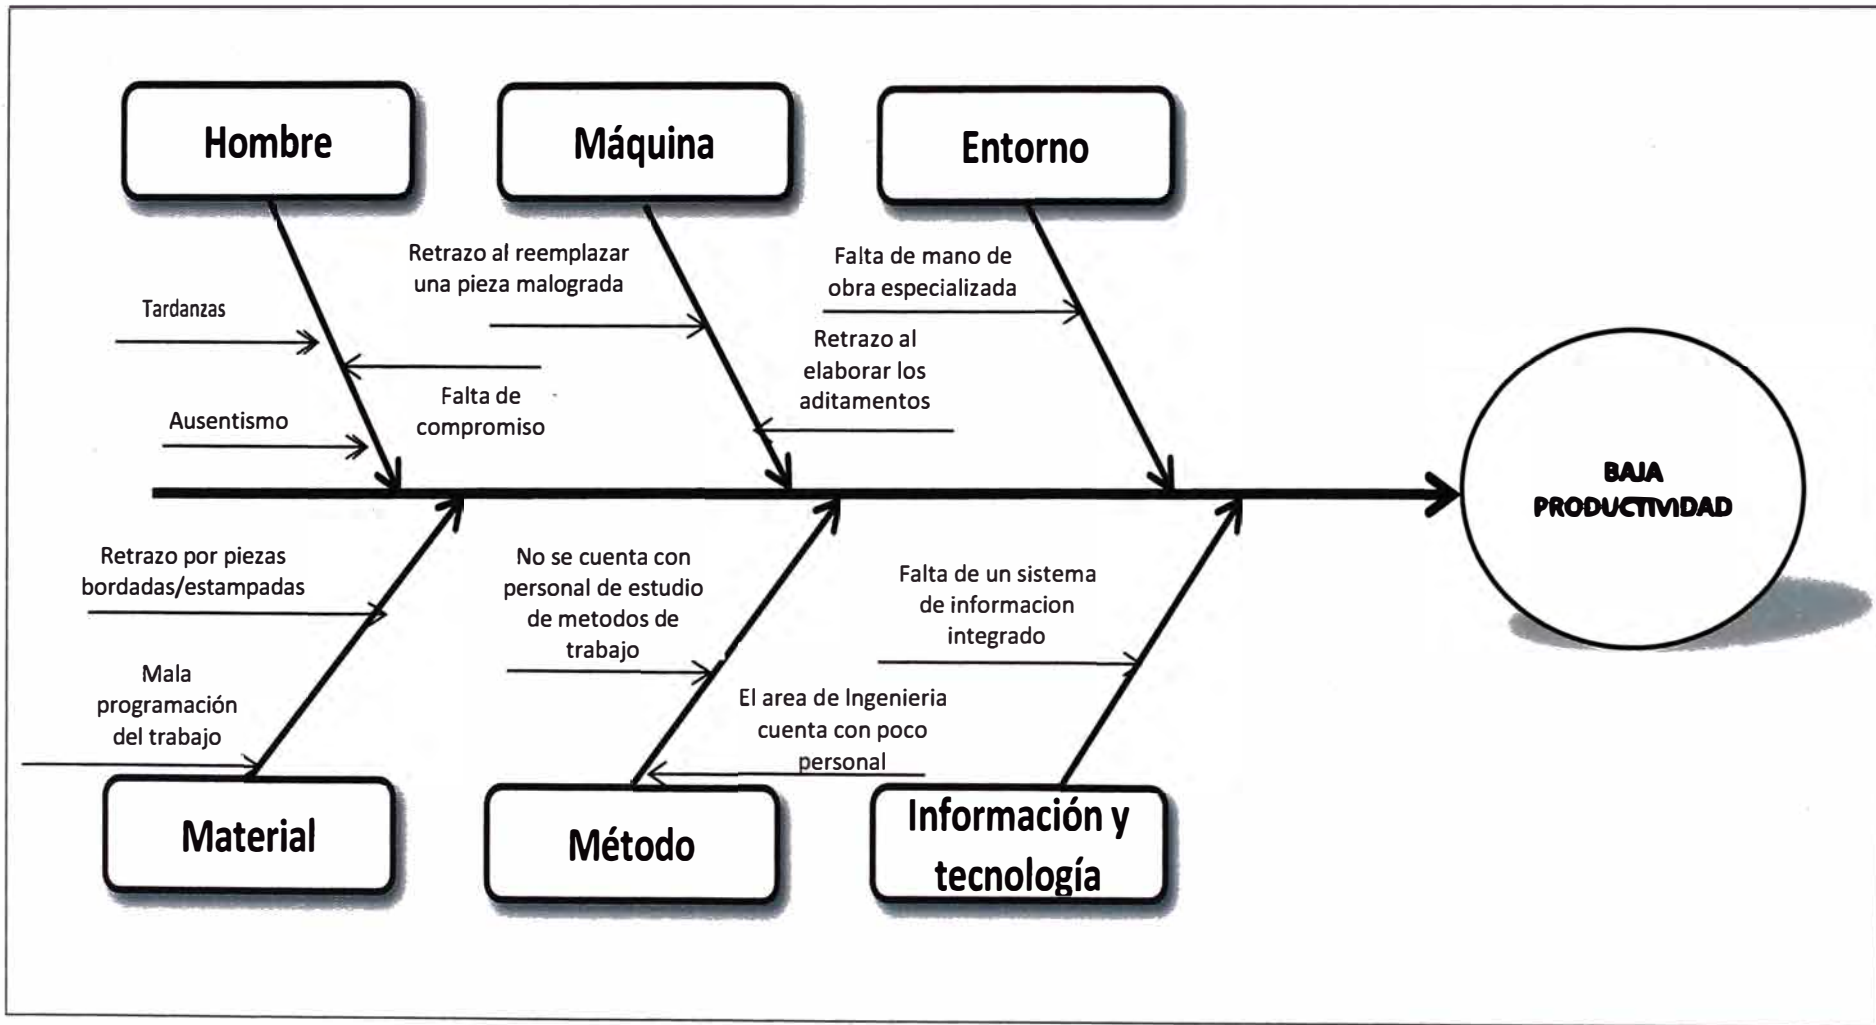 Hombre
Máquina
Entorno
Retrazo al reemplazar
una pieza malograda
Falta de mano de
obra especializada
Tardanzas
Retrazo al
elaborar los
aditamentos
Falta de
compromiso
Ausentismo
BAJA
PRODUCTIVIDAD
Retrazo por piezas
bordadas/estampadas
No se cuenta con
personal de estudio
de metodos de
trabajo
Falta de un sistema
de informacion
integrado
Mala
programación
del trabajo
El area de Ingenieria
cuenta con poco
personal
Material
Método
Información y
tecnología